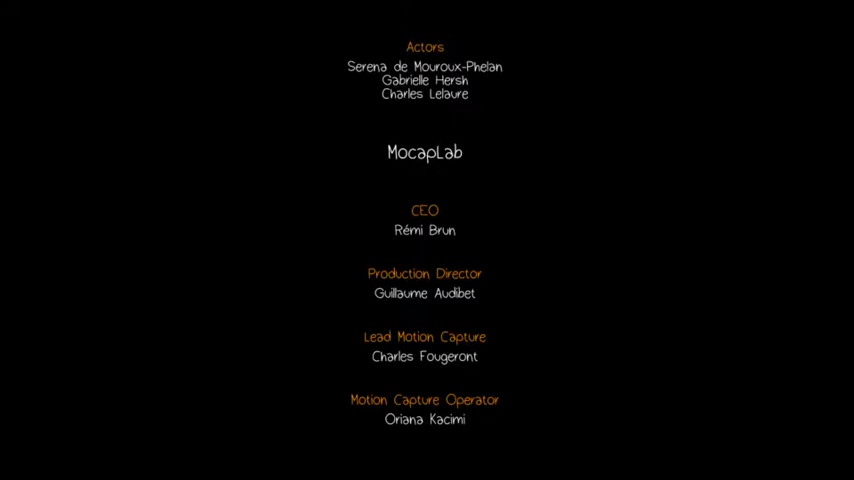 Actors
Serena de Mouroux-Phelan
Gabrielle Hersh
Charles Lelaure
MocapLab
CEO
Rémi Brun
Production Director
Guillaume Audibet
Lead Motion Capture
Charles Fougeront
Motion Capture Operator
Oriana Kacimi